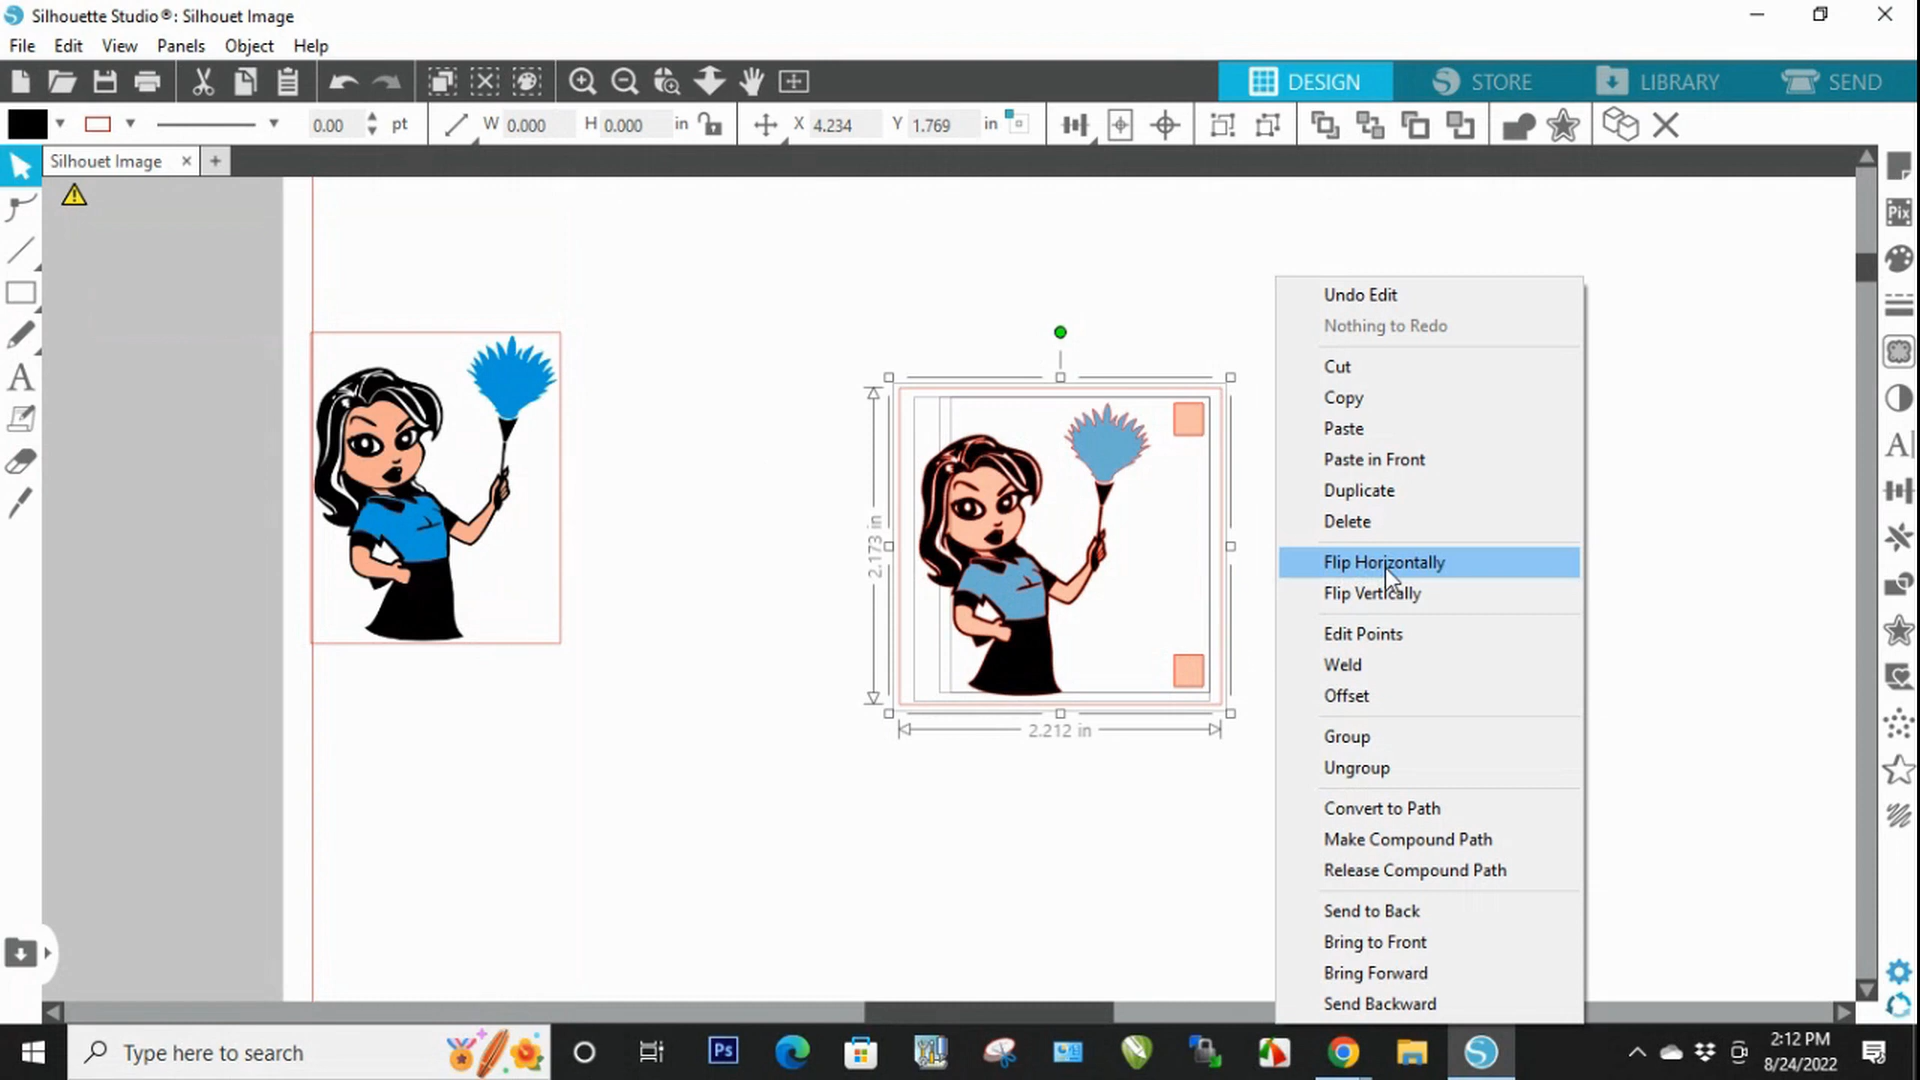 Silhouette Studio®: Silhouet Image
File Edit View Panels Object Help
DESIGN STORE LIBRARY SEND
0.00 pt W 0.000 H 0.000 in X 4.234 Y 1.769 in
Silhouet Image
Pix
A
A
2.173 in
2.212 in
Undo Edit
Nothing to Redo
Cut
Copy
Paste
Paste in Front
Duplicate
Delete
Flip Horizontally
Flip Vertically
Edit Points
Weld
Offset
Group
Ungroup
Convert to Path
Make Compound Path
Release Compound Path
Send to Back
Bring to Front
Bring Forward
Send Backward
Type here to search
Ps
2:12 PM
8/24/2022